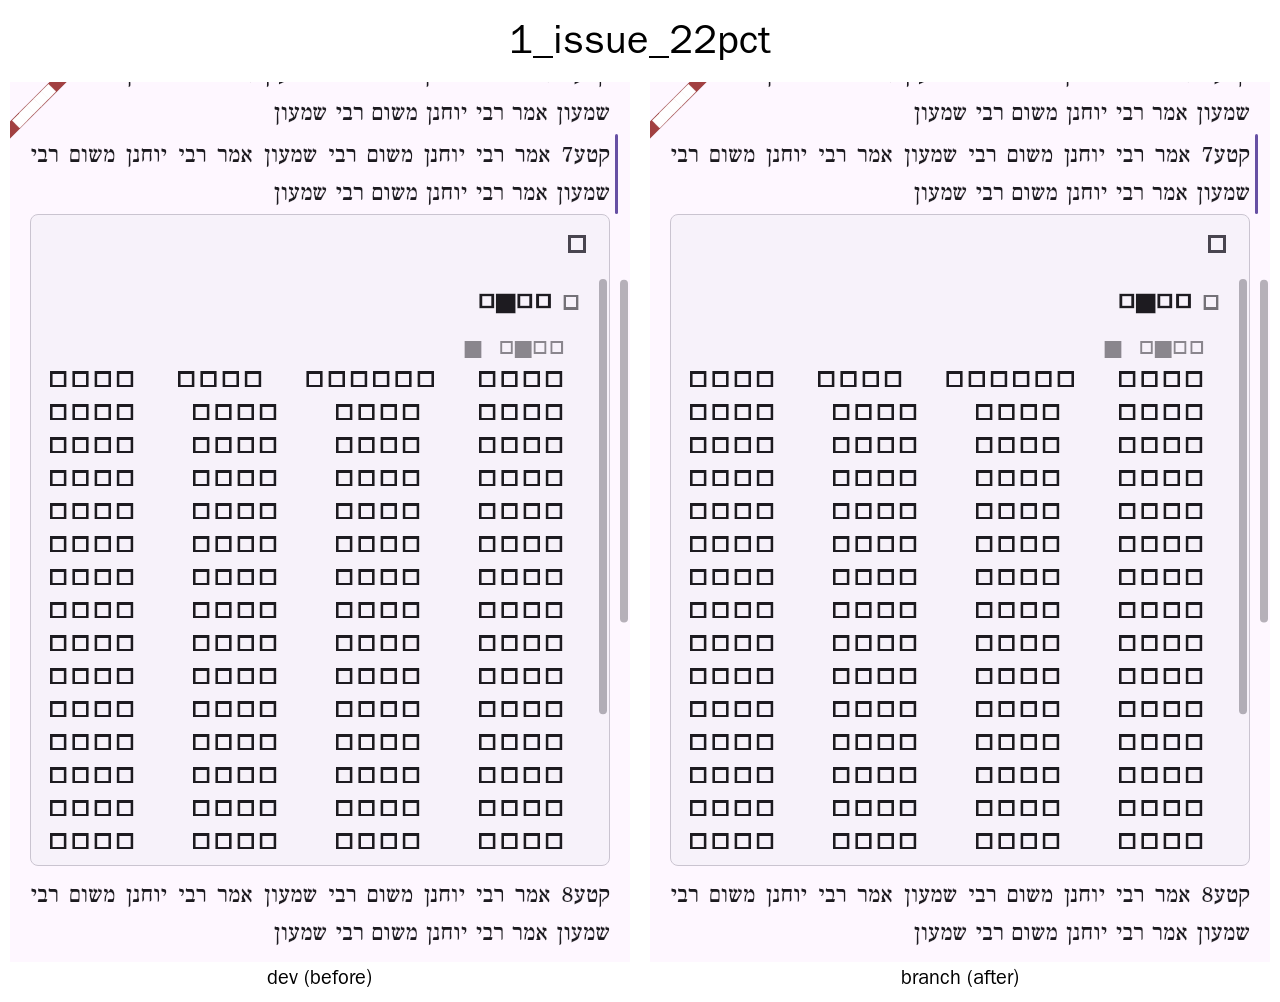 1_issue_22pct
שמעון אמר רבי יוחנן משום רבי שמעון
קטע7 אמר רבי יוחנן משום רבי שמעון אמר רבי יוחנן משום רבי
שמעון אמר רבי יוחנן משום רבי שמעון
קטע8 אמר רבי יוחנן משום רבי שמעון אמר רבי יוחנן משום רבי
שמעון אמר רבי יוחנן משום רבי שמעון
dev (before)
שמעון אמר רבי יוחנן משום רבי שמעון
קטע7 אמר רבי יוחנן משום רבי שמעון אמר רבי יוחנן משום רבי
שמעון אמר רבי יוחנן משום רבי שמעון
קטע8 אמר רבי יוחנן משום רבי שמעון אמר רבי יוחנן משום רבי
שמעון אמר רבי יוחנן משום רבי שמעון
branch (after)